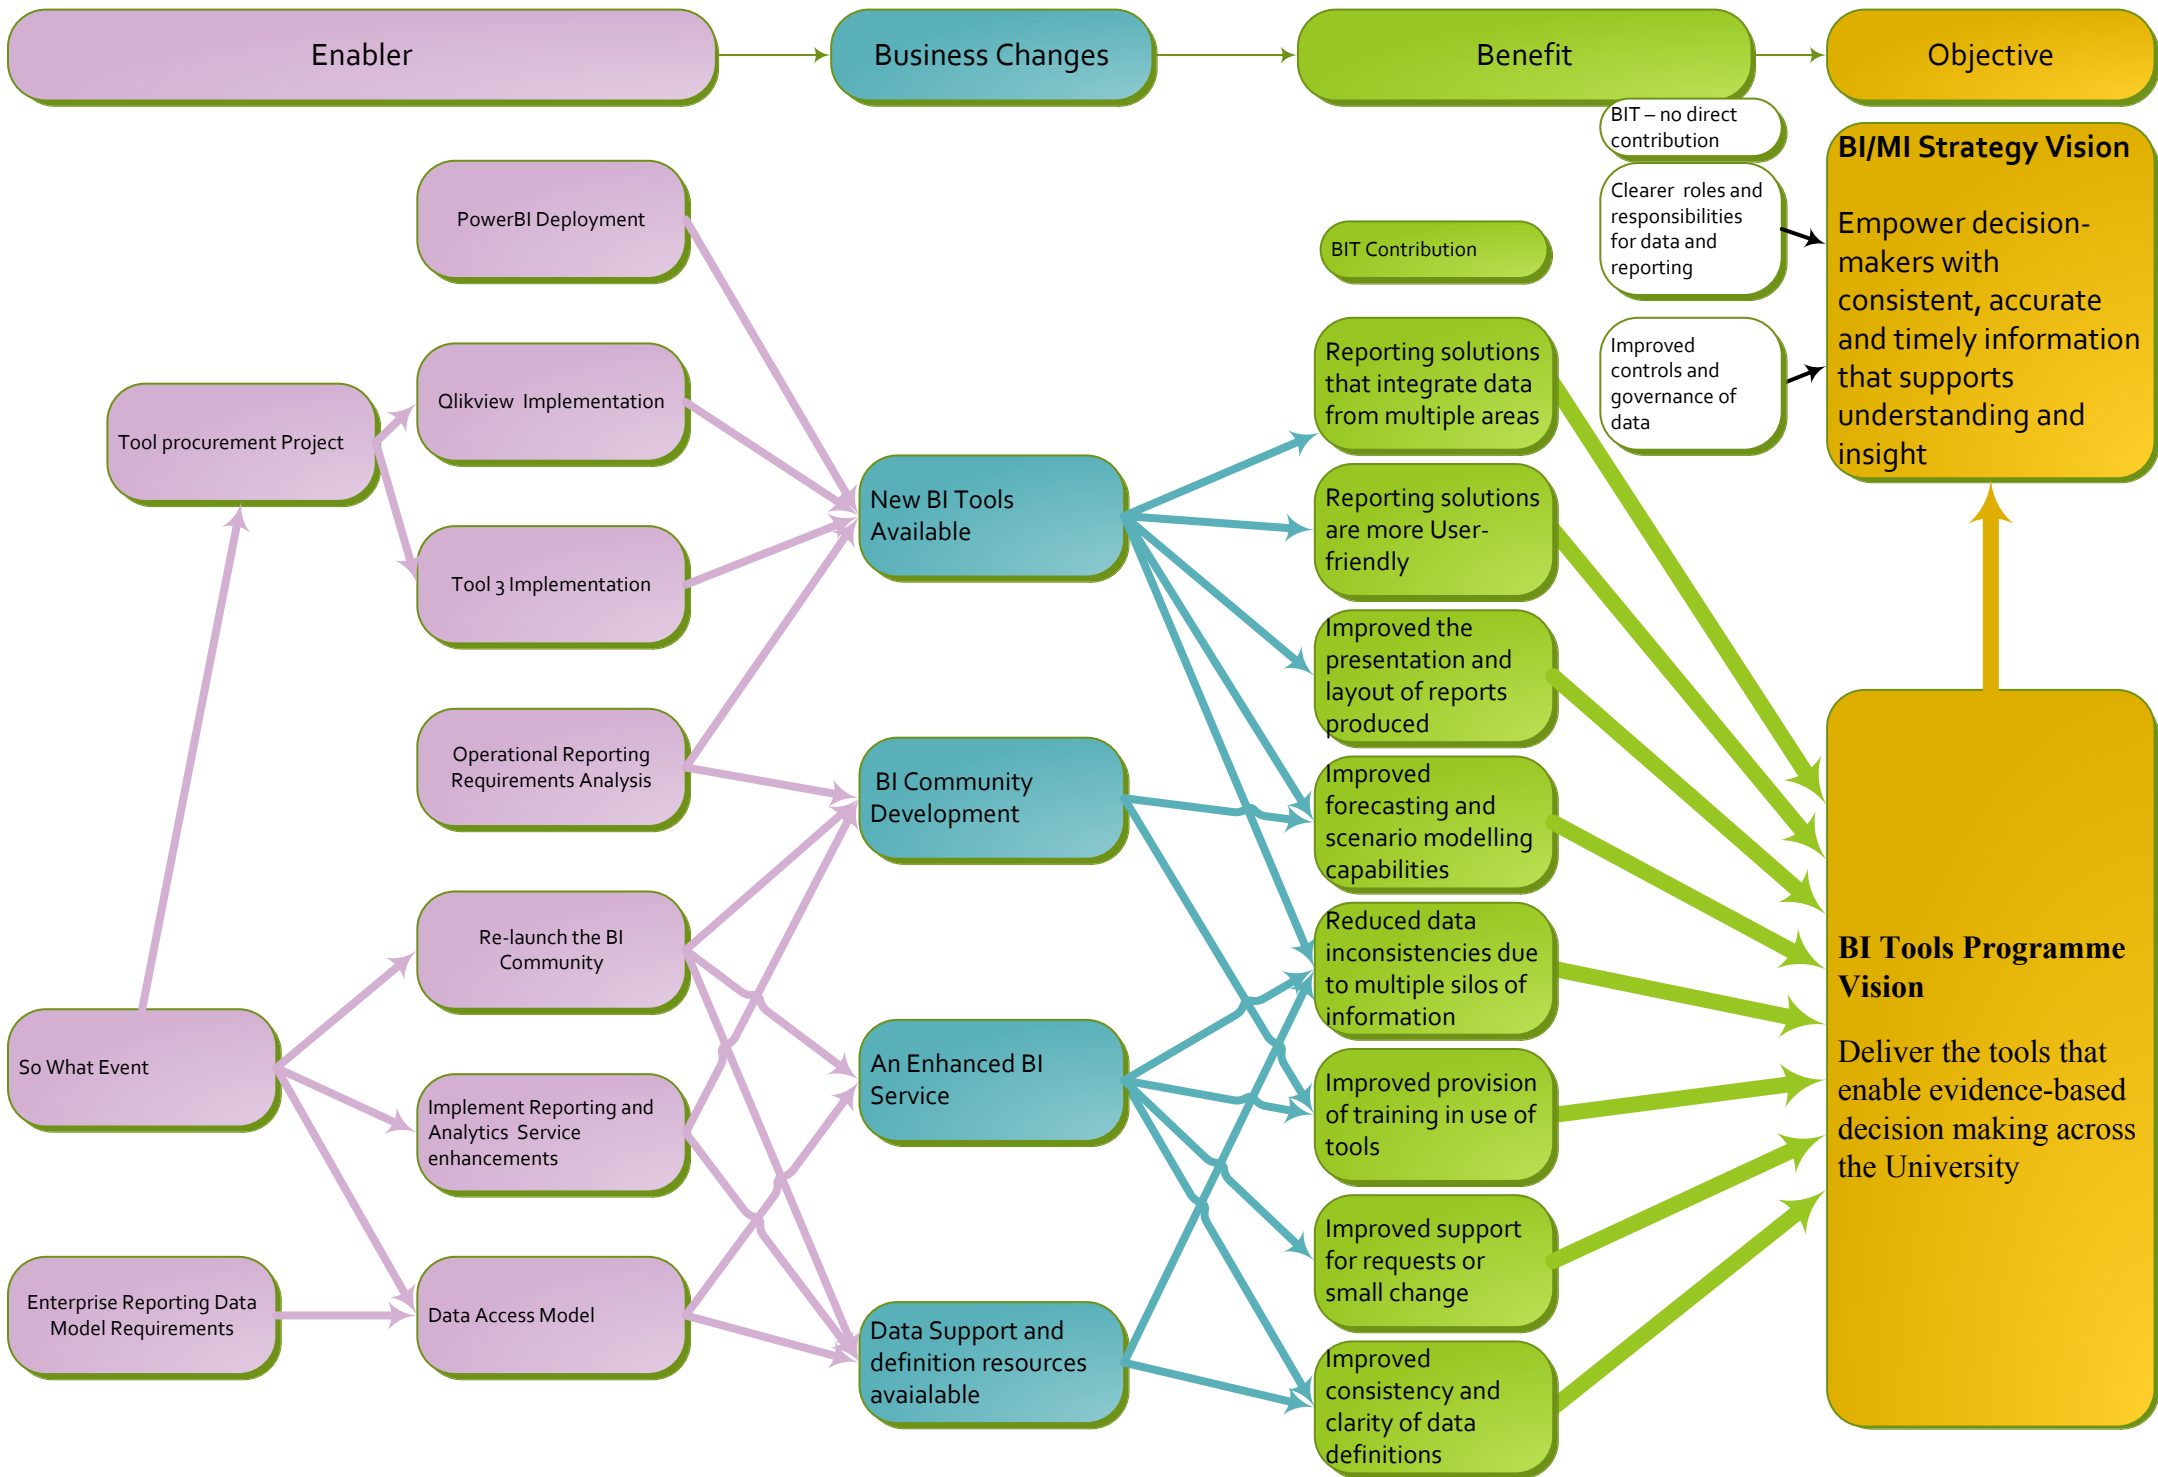 Enabler
Business Changes
Benefit
Objective
PowerBI Deployment
Qlikview  Implementation
Tool procurement Project
Tool 3 Implementation
Operational Reporting
Requirements Analysis
Re-launch the BI
Community
So What Event
Implement Reporting and
Analytics  Service
enhancements
Enterprise Reporting Data
Model Requirements
Data Access Model
New BI Tools
Available
BI Community
Development
An Enhanced BI
Service
Data Support and
definition resources
avaialable
BIT Contribution
Reporting solutions
that integrate data
from multiple areas
Reporting solutions
are more User-
friendly
Improved the
presentation and
layout of reports
produced
Improved
forecasting and
scenario modelling
capabilities
Reduced data
inconsistencies due
to multiple silos of
information
Improved provision
of training in use of
tools
Improved support
for requests or
small change
Improved
consistency and
clarity of data
definitions
BIT – no direct
contribution
Clearer  roles and
responsibilities
for data and
reporting
Improved
controls and
governance of
data
BI/MI Strategy Vision
Empower decision-
makers with
consistent, accurate
and timely information
that supports
understanding and
insight
BI Tools Programme
Vision
Deliver the tools that
enable evidence-based
decision making across
the University